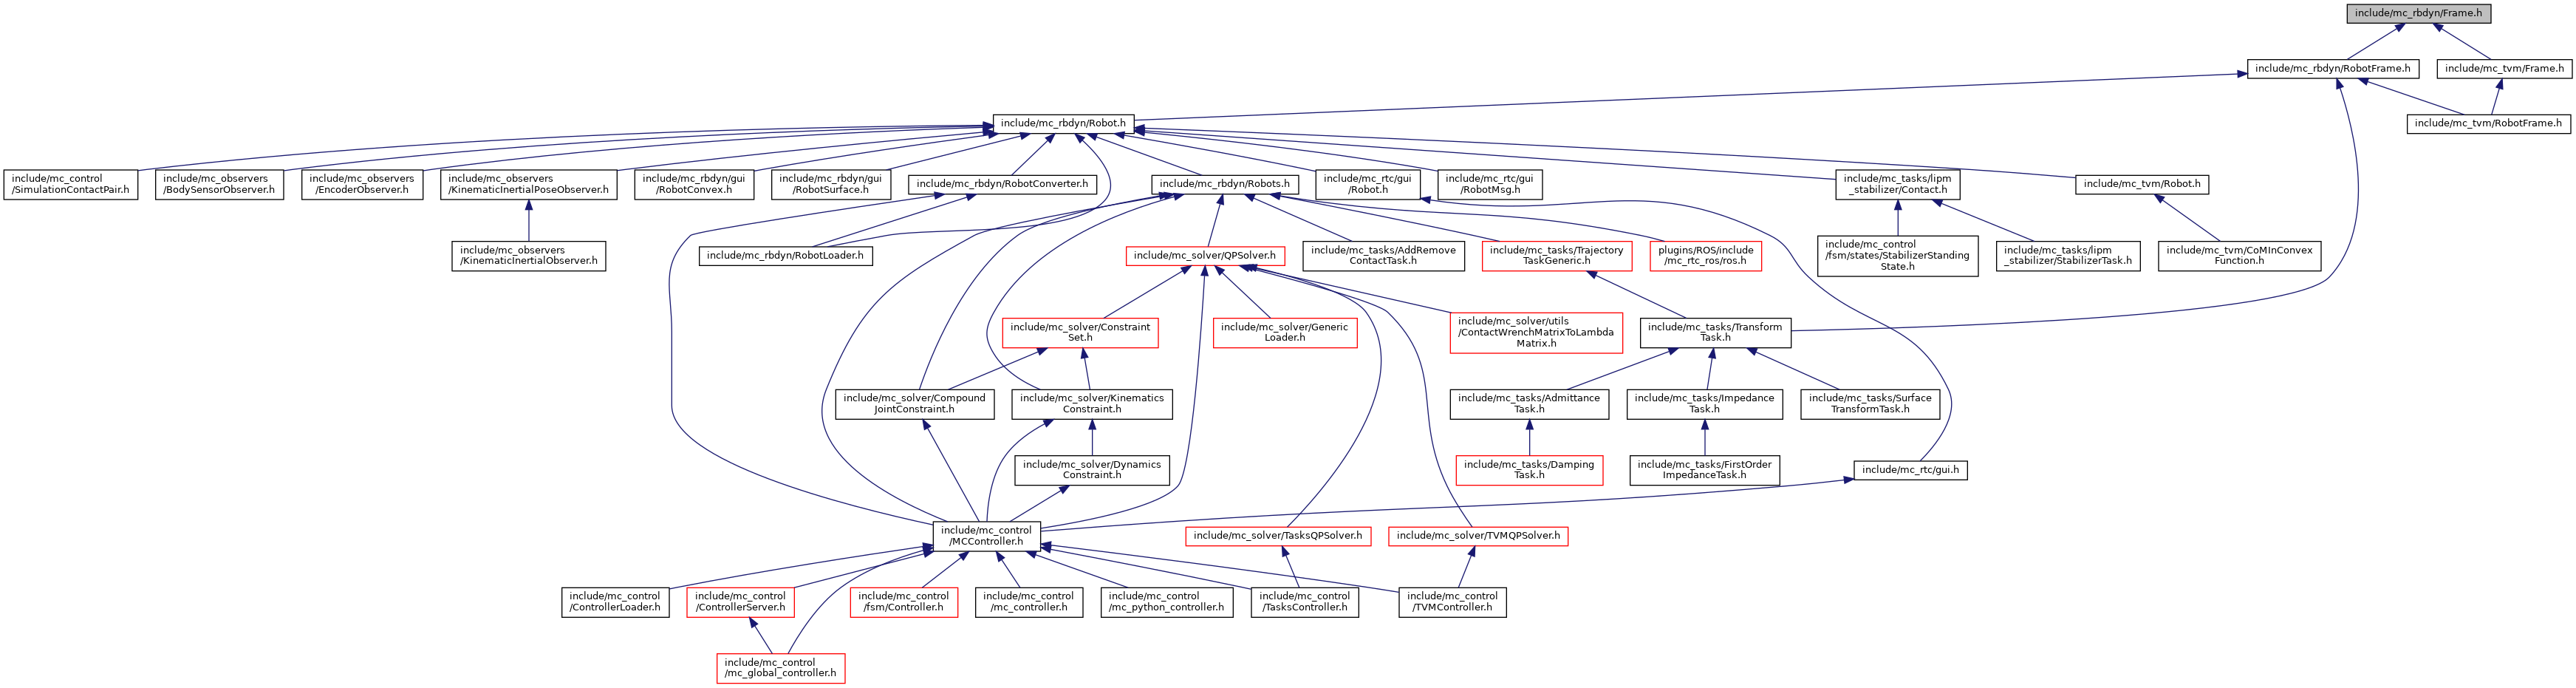 include/mc_rbdyn/Frame.h
include/mc_rbdyn/RobotFrame.h
include/mc_tvm/Frame.h
include/mc_rbdyn/Robot.h
include/mc_tvm/RobotFrame.h
include/mc_control
/SimulationContactPair.h
include/mc_observers
/BodySensorObserver.h
include/mc_observers
/EncoderObserver.h
include/mc_observers
/KinematicInertialPoseObserver.h
include/mc_rbdyn/gui
/RobotConvex.h
include/mc_rbdyn/gui
/RobotSurface.h
include/mc_rbdyn/RobotConverter.h
include/mc_rbdyn/Robots.h
include/mc_rtc/gui
/Robot.h
include/mc_rtc/gui
/RobotMsg.h
include/mc_tasks/lipm
_stabilizer/Contact.h
include/mc_tvm/Robot.h
include/mc_observers
/KinematicInertialObserver.h
include/mc_rbdyn/RobotLoader.h
include/mc_solver/QPSolver.h
include/mc_tasks/AddRemove
ContactTask.h
include/mc_tasks/Trajectory
TaskGeneric.h
plugins/ROS/include
/mc_rtc_ros/ros.h
include/mc_control
/fsm/states/StabilizerStanding
State.h
include/mc_tasks/lipm
_stabilizer/StabilizerTask.h
include/mc_tvm/CoMInConvex
Function.h
include/mc_solver/Constraint
Set.h
include/mc_solver/Generic
Loader.h
include/mc_solver/utils
/ContactWrenchMatrixToLambda
Matrix.h
include/mc_tasks/Transform
Task.h
include/mc_solver/Compound
JointConstraint.h
include/mc_solver/Kinematics
Constraint.h
include/mc_tasks/Admittance
Task.h
include/mc_tasks/Impedance
Task.h
include/mc_tasks/Surface
TransformTask.h
include/mc_solver/Dynamics
Constraint.h
include/mc_tasks/Damping
Task.h
include/mc_tasks/FirstOrder
ImpedanceTask.h
include/mc_rtc/gui.h
include/mc_control
/MCController.h
include/mc_solver/TasksQPSolver.h
include/mc_solver/TVMQPSolver.h
include/mc_control
/ControllerLoader.h
include/mc_control
/ControllerServer.h
include/mc_control
/fsm/Controller.h
include/mc_control
/mc_controller.h
include/mc_control
/mc_python_controller.h
include/mc_control
/TasksController.h
include/mc_control
/TVMController.h
include/mc_control
/mc_global_controller.h